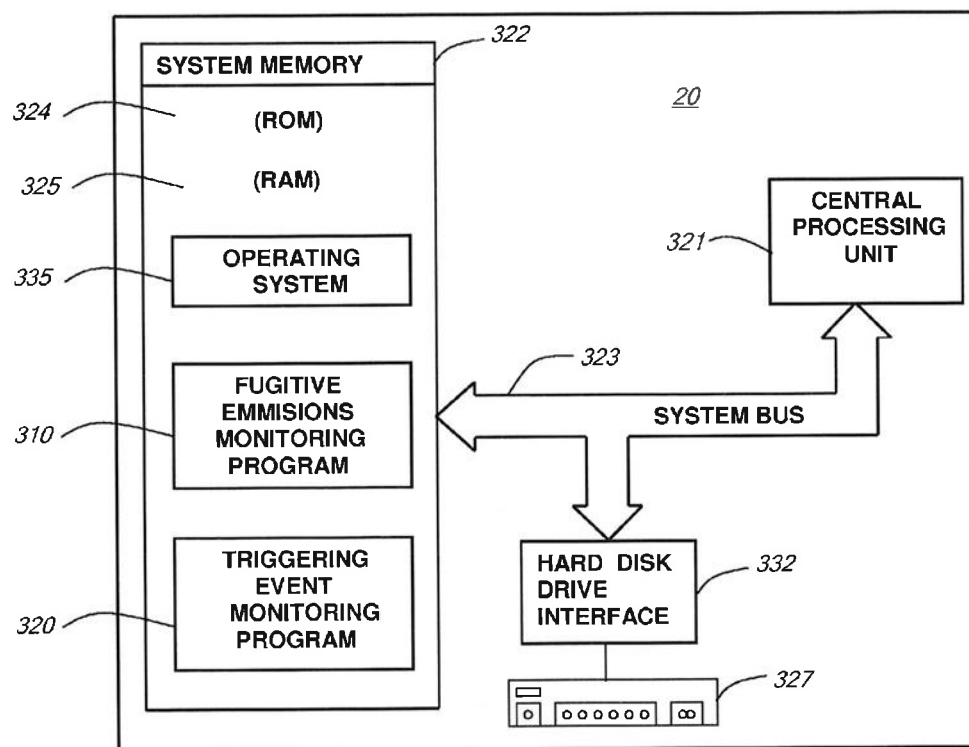 322
SYSTEM MEMORY
324
(ROM)
20
325
(RAM)
321
CENTRAL
PROCESSING
UNIT
335
OPERATING
SYSTEM
323
310
FUGITIVE
EMMISIONS
MONITORING
PROGRAM
SYSTEM BUS
320
TRIGGERING
EVENT
MONITORING
PROGRAM
HARD DISK
DRIVE
INTERFACE
332
327